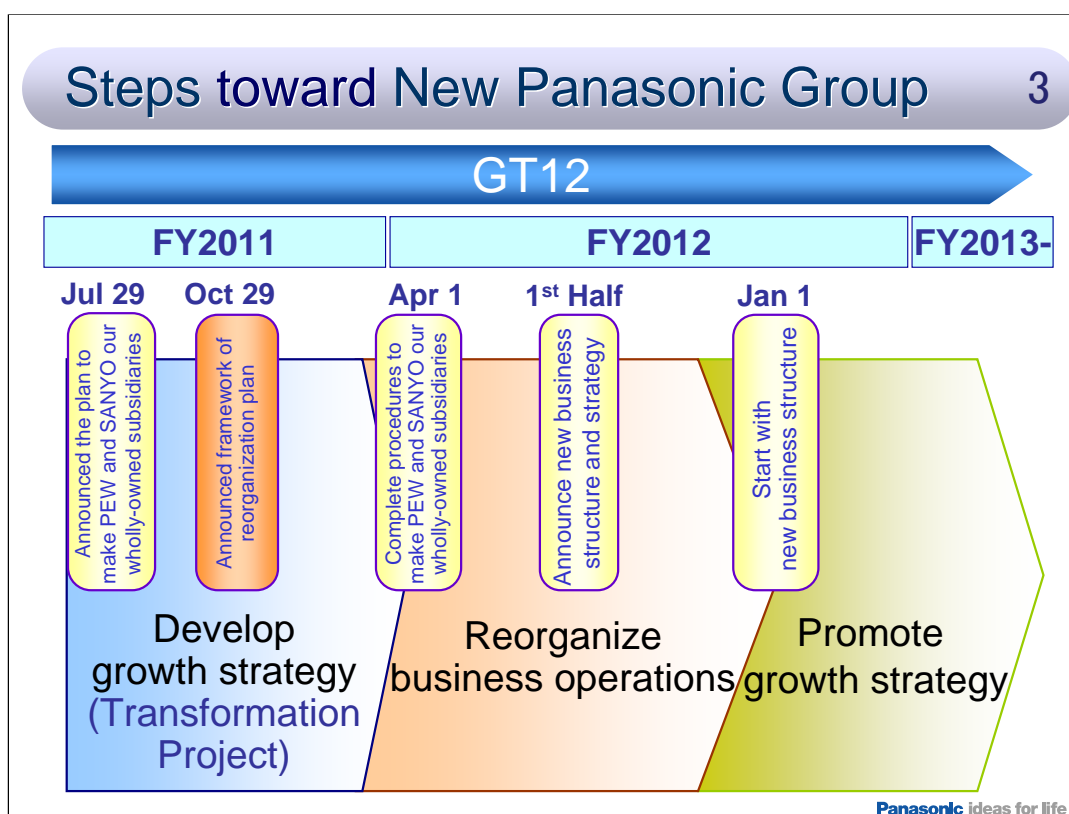 Steps toward New Panasonic Group
3
GT12
FY2011
FY2012
FY2013-
Jul 29
Oct 29
Apr 1
1st Half
Jan 1
Announced the plan to
make PEW and SANYO our
wholly-owned subsidiaries
Announced framework of
reorganization plan
Complete procedures to
make PEW and SANYO our
wholly-owned subsidiaries
Announce new business
structure and strategy
Start with
new business structure
Develop
growth strategy
(Transformation
Project)
Reorganize
business operations
Promote
growth strategy
Panasonic ideas for life